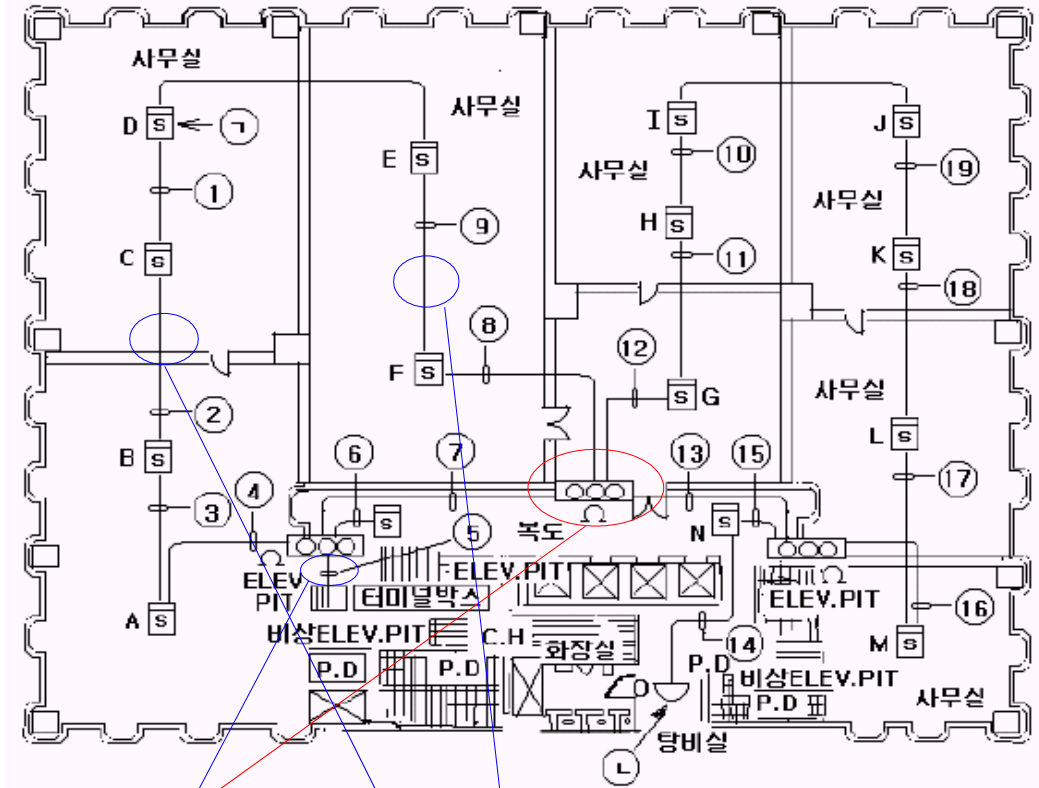 사무실
사무실
D S ㄱ
I S
J S
E S
10
19
사무실
1
사무실
H S
9
C S
K S
11
18
8
12
F S
S G
사무실
2
B S
6
7
13
15
L S
17
4
3
S
5
복도
N S
ELEV.PIT
ELEV
PIT
터미널박스
ELEV.PIT
A S
16
비상ELEV.PIT
C.H
화장실
14
M S
P.D
P.D
P.D
비상ELEV.PIT
P.D
사무실
탕비실
ㄴ